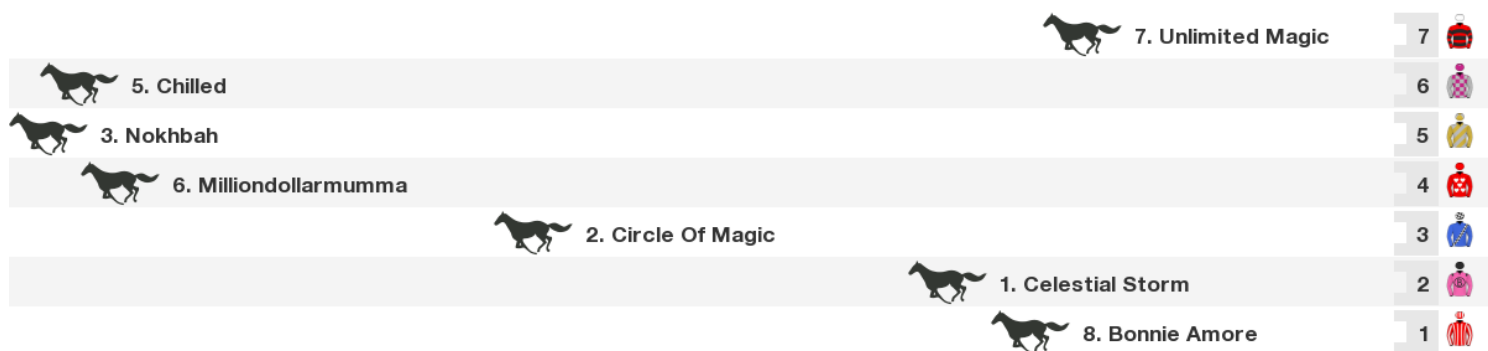 7. Unlimited Magic 7
5. Chilled 6
3. Nokhbah 5
6. Milliondollarmumma 4
2. Circle Of Magic 3
1. Celestial Storm 2
8. Bonnie Amore 1